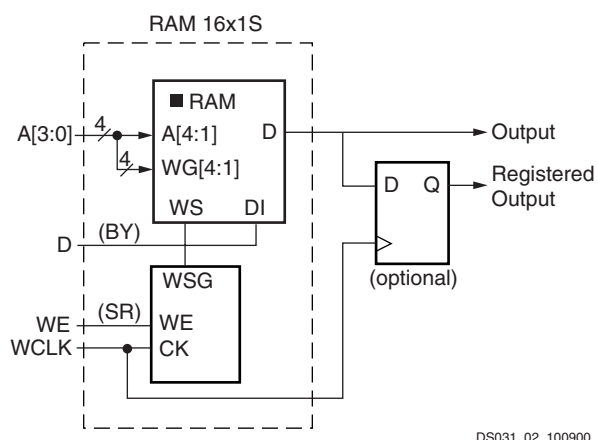 RAM 16x1S
RAM
A[3:0]
4
A[4:1]
D
Output
4
WG[4:1]
Registered
Output
D
Q
WS
DI
D
(BY)
(optional)
WSG
WE
(SR)
WE
WCLK
CK
DS031_02_100900